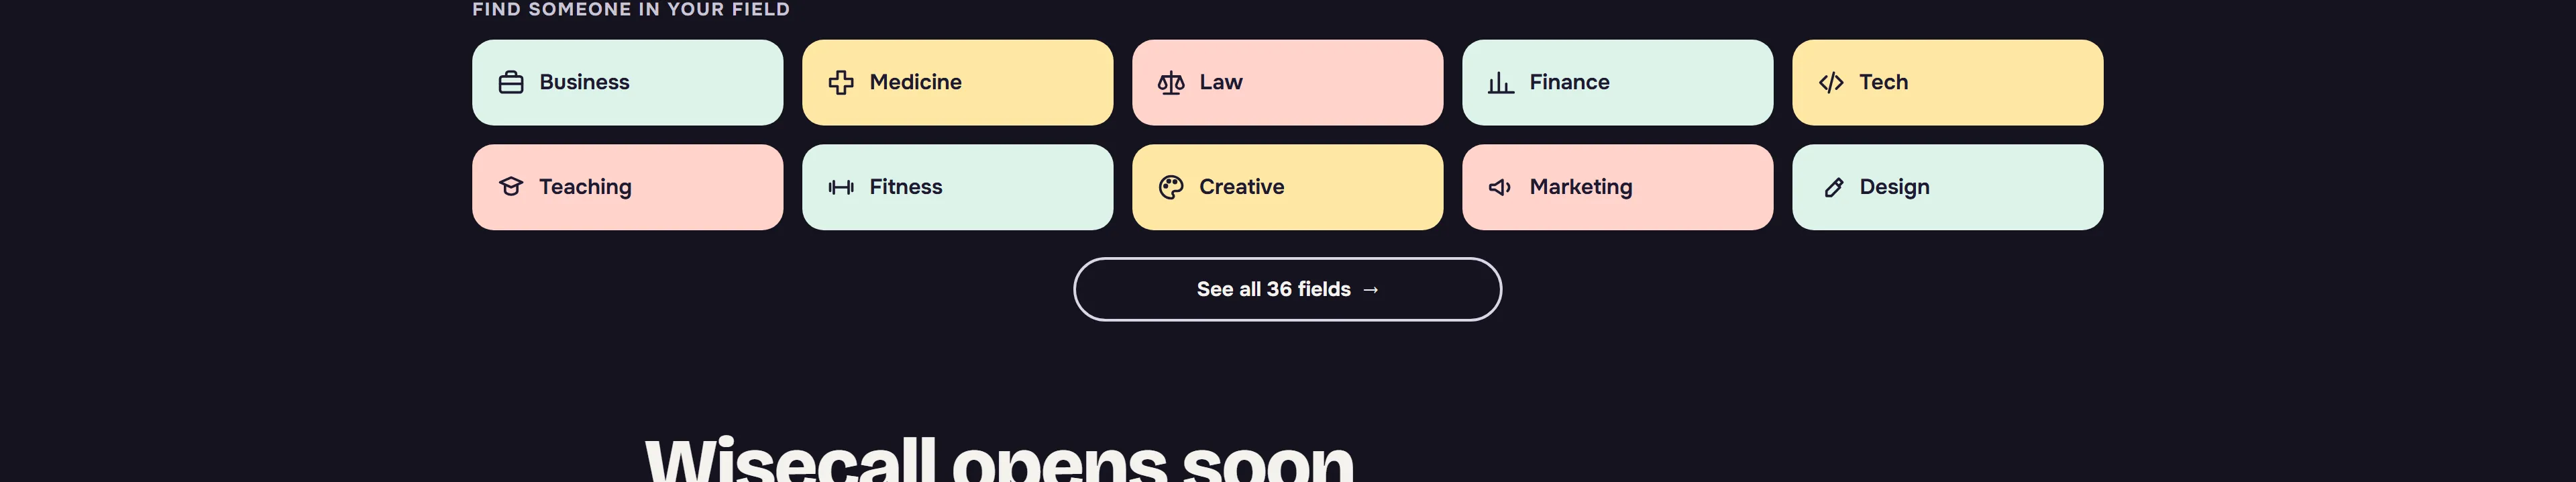 FIND SOMEONE IN YOUR FIELD
Business
Medicine
Law
Finance
Tech
Teaching
Fitness
Creative
Marketing
Design
See all 36 fields →
Wisecall opens soon